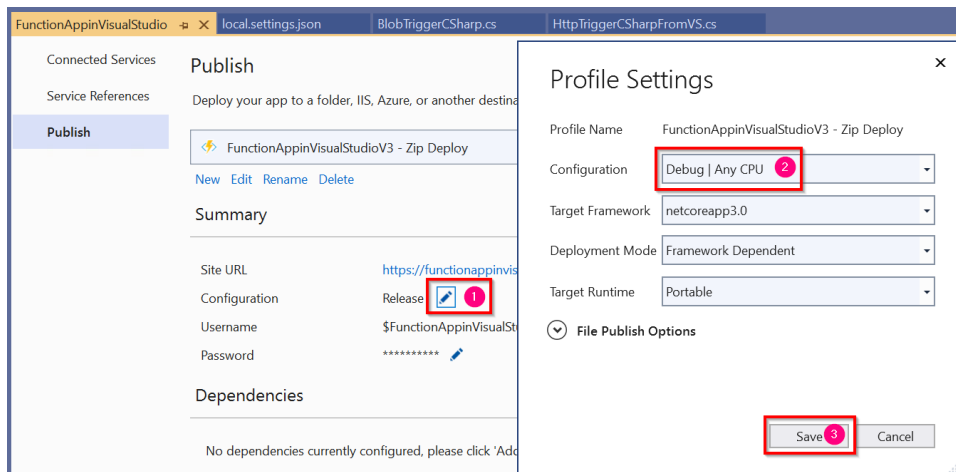 FunctionAppinVisualStudio
local.settings.json
BlobTriggerCSharp.cs
HttpTriggerCSharpFromVS.cs
Connected Services
Service References
Publish
Publish
Deploy your app to a folder, IIS, Azure, or another destina
FunctionAppinVisualStudioV3 - Zip Deploy
New Edit Rename Delete
Summary
Site URL https://functionappinvis
Configuration Release 1
Username $FunctionAppinVisualSt
Password **********
Dependencies
No dependencies currently configured, please click 'Add
Profile Settings
Profile Name FunctionAppinVisualStudioV3 - Zip Deploy
Configuration Debug | Any CPU 2
Target Framework netcoreapp3.0
Deployment Mode Framework Dependent
Target Runtime Portable
File Publish Options
Save 3 Cancel